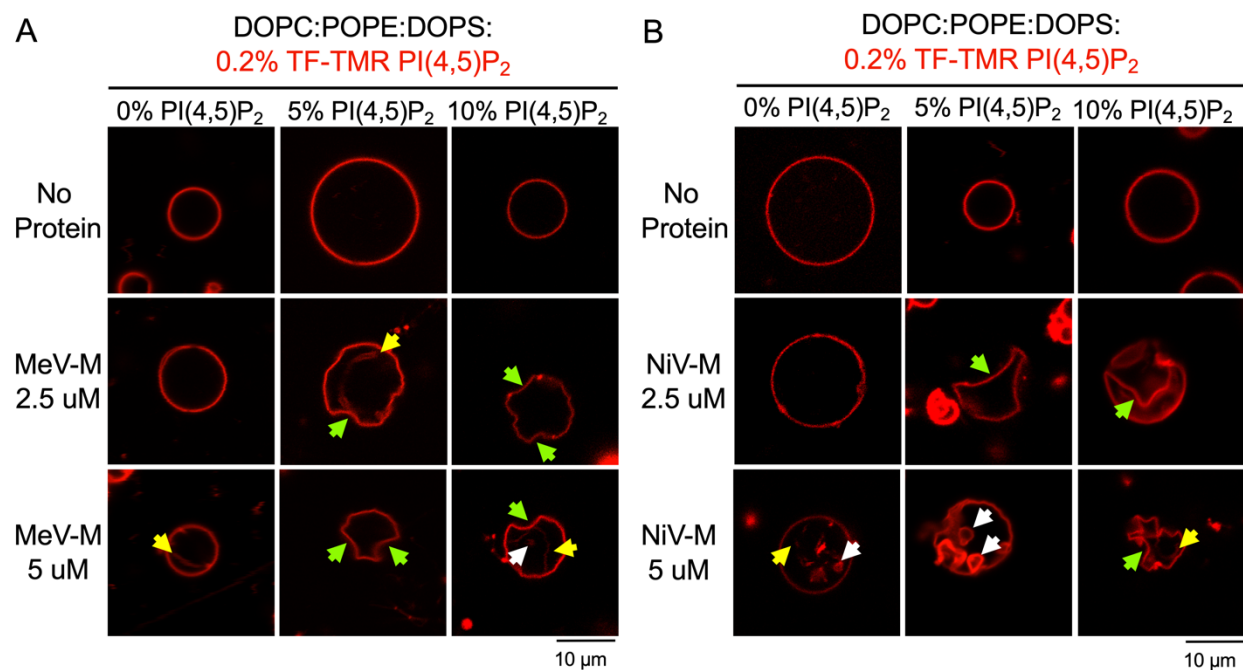 A
DOPC:POPE:DOPS:
0.2% TF-TMR PI(4,5)P₂
0% PI(4,5)P₂ 5% PI(4,5)P₂ 10% PI(4,5)P₂
No
Protein
MeV-M
2.5 uM
MeV-M
5 uM
10 µm
B
DOPC:POPE:DOPS:
0.2% TF-TMR PI(4,5)P₂
0% PI(4,5)P₂ 5% PI(4,5)P₂ 10% PI(4,5)P₂
No
Protein
NiV-M
2.5 uM
NiV-M
5 uM
10 µm